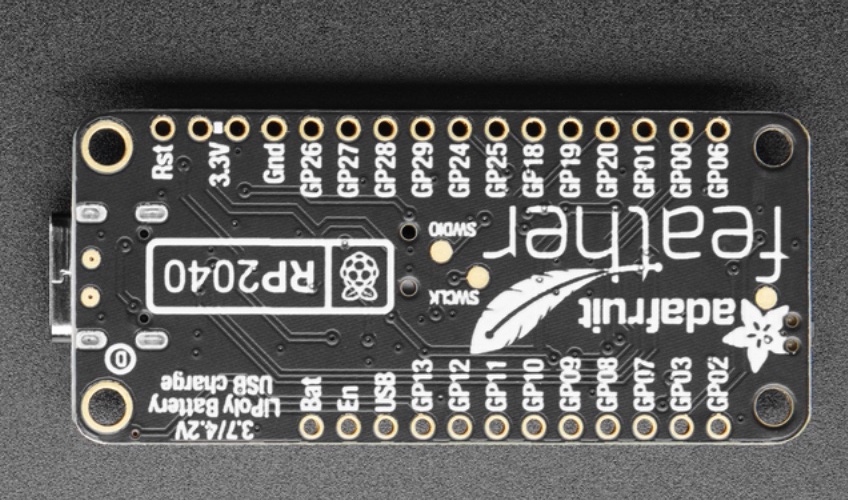 Rst
3.3V
Gnd
GP26
GP27
GP28
GP29
GP24
GP25
GP18
GP19
GP20
GP01
GP00
GP06
feather
adafruit
SWDIO
SWCLK
RP2040
3.7/4.2V
LiPoly Battery
USB charge
Bat
En
USB
GP13
GP12
GP11
GP10
GP09
GP08
GP07
GP03
GP02